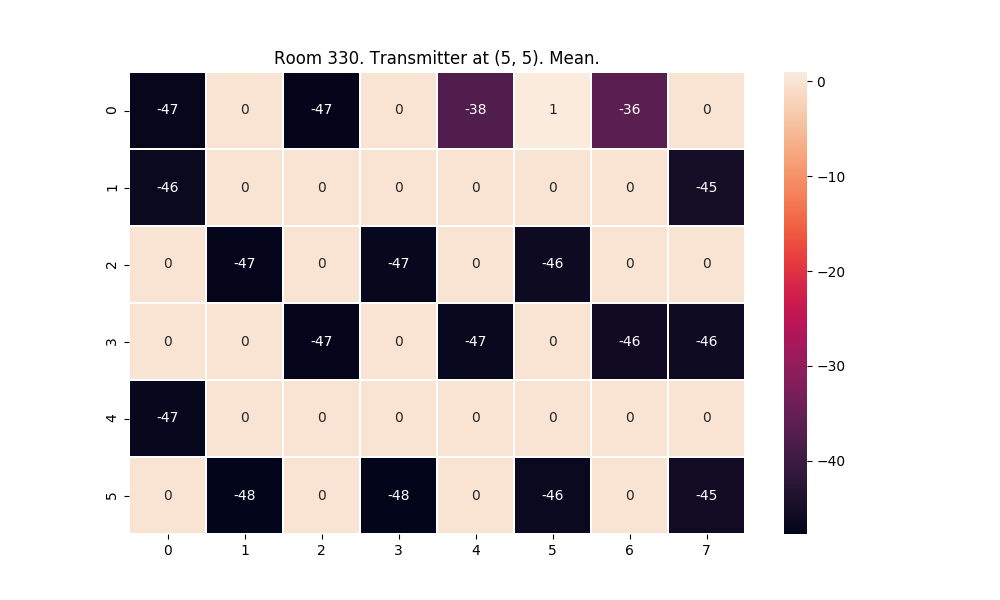 Room 330. Transmitter at (5, 5). Mean.
0 -47 0 -47 0 -38 1 -36 0 0
1 -46 0 0 0 0 0 0 -45 −10
2 0 -47 0 -47 0 -46 0 0 −20
3 0 0 -47 0 -47 0 -46 -46 −30
4 -47 0 0 0 0 0 0 0
5 0 -48 0 -48 0 -46 0 -45 −40
0 1 2 3 4 5 6 7